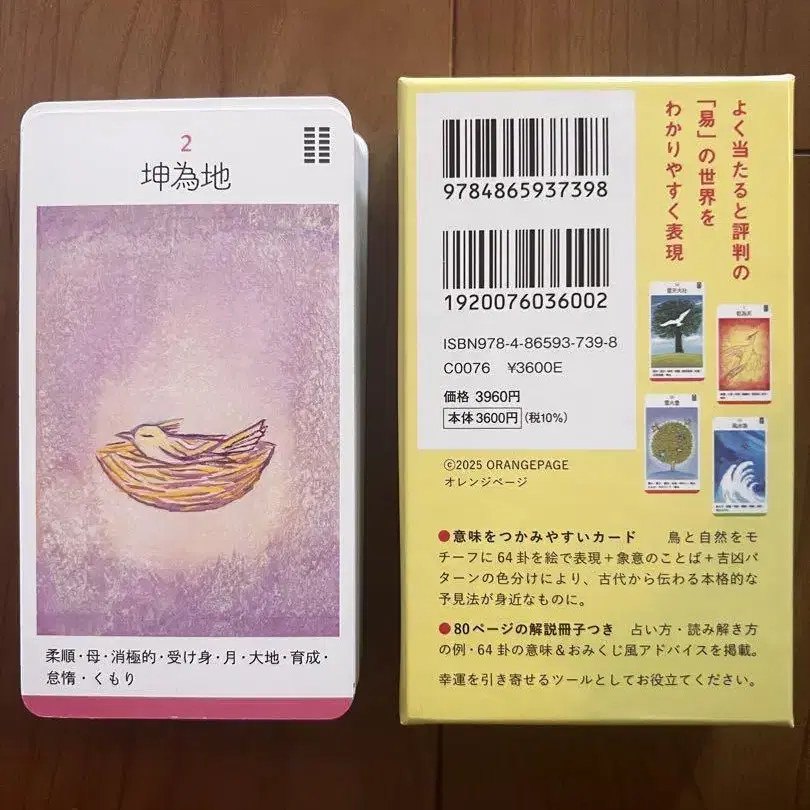 2
坤為地
柔順・母・消極的・受け身・月・大地・育成・
怠惰・くもり
よく当たると評判の
「易」の世界を
わかりやすく表現
9784865937398
1920076036002
ISBN978-4-86593-739-8
C0076 ¥3600E
価格 3960円
本体3600円(税10%)
©2025 ORANGEPAGE
オレンジページ
雷天大壮
乾為天
●意味をつかみやすいカード 鳥と自然をモ
チーフに64卦を絵で表現+象意のことば+吉凶パ
ターンの色分けにより、古代から伝わる本格的な
予見法が身近なものに。
●80ページの解説冊子つき 占い方・読み解き方
の例・64卦の意味&おみくじ風アドバイスを掲載。
幸運を引き寄せるツールとしてお役立てください。